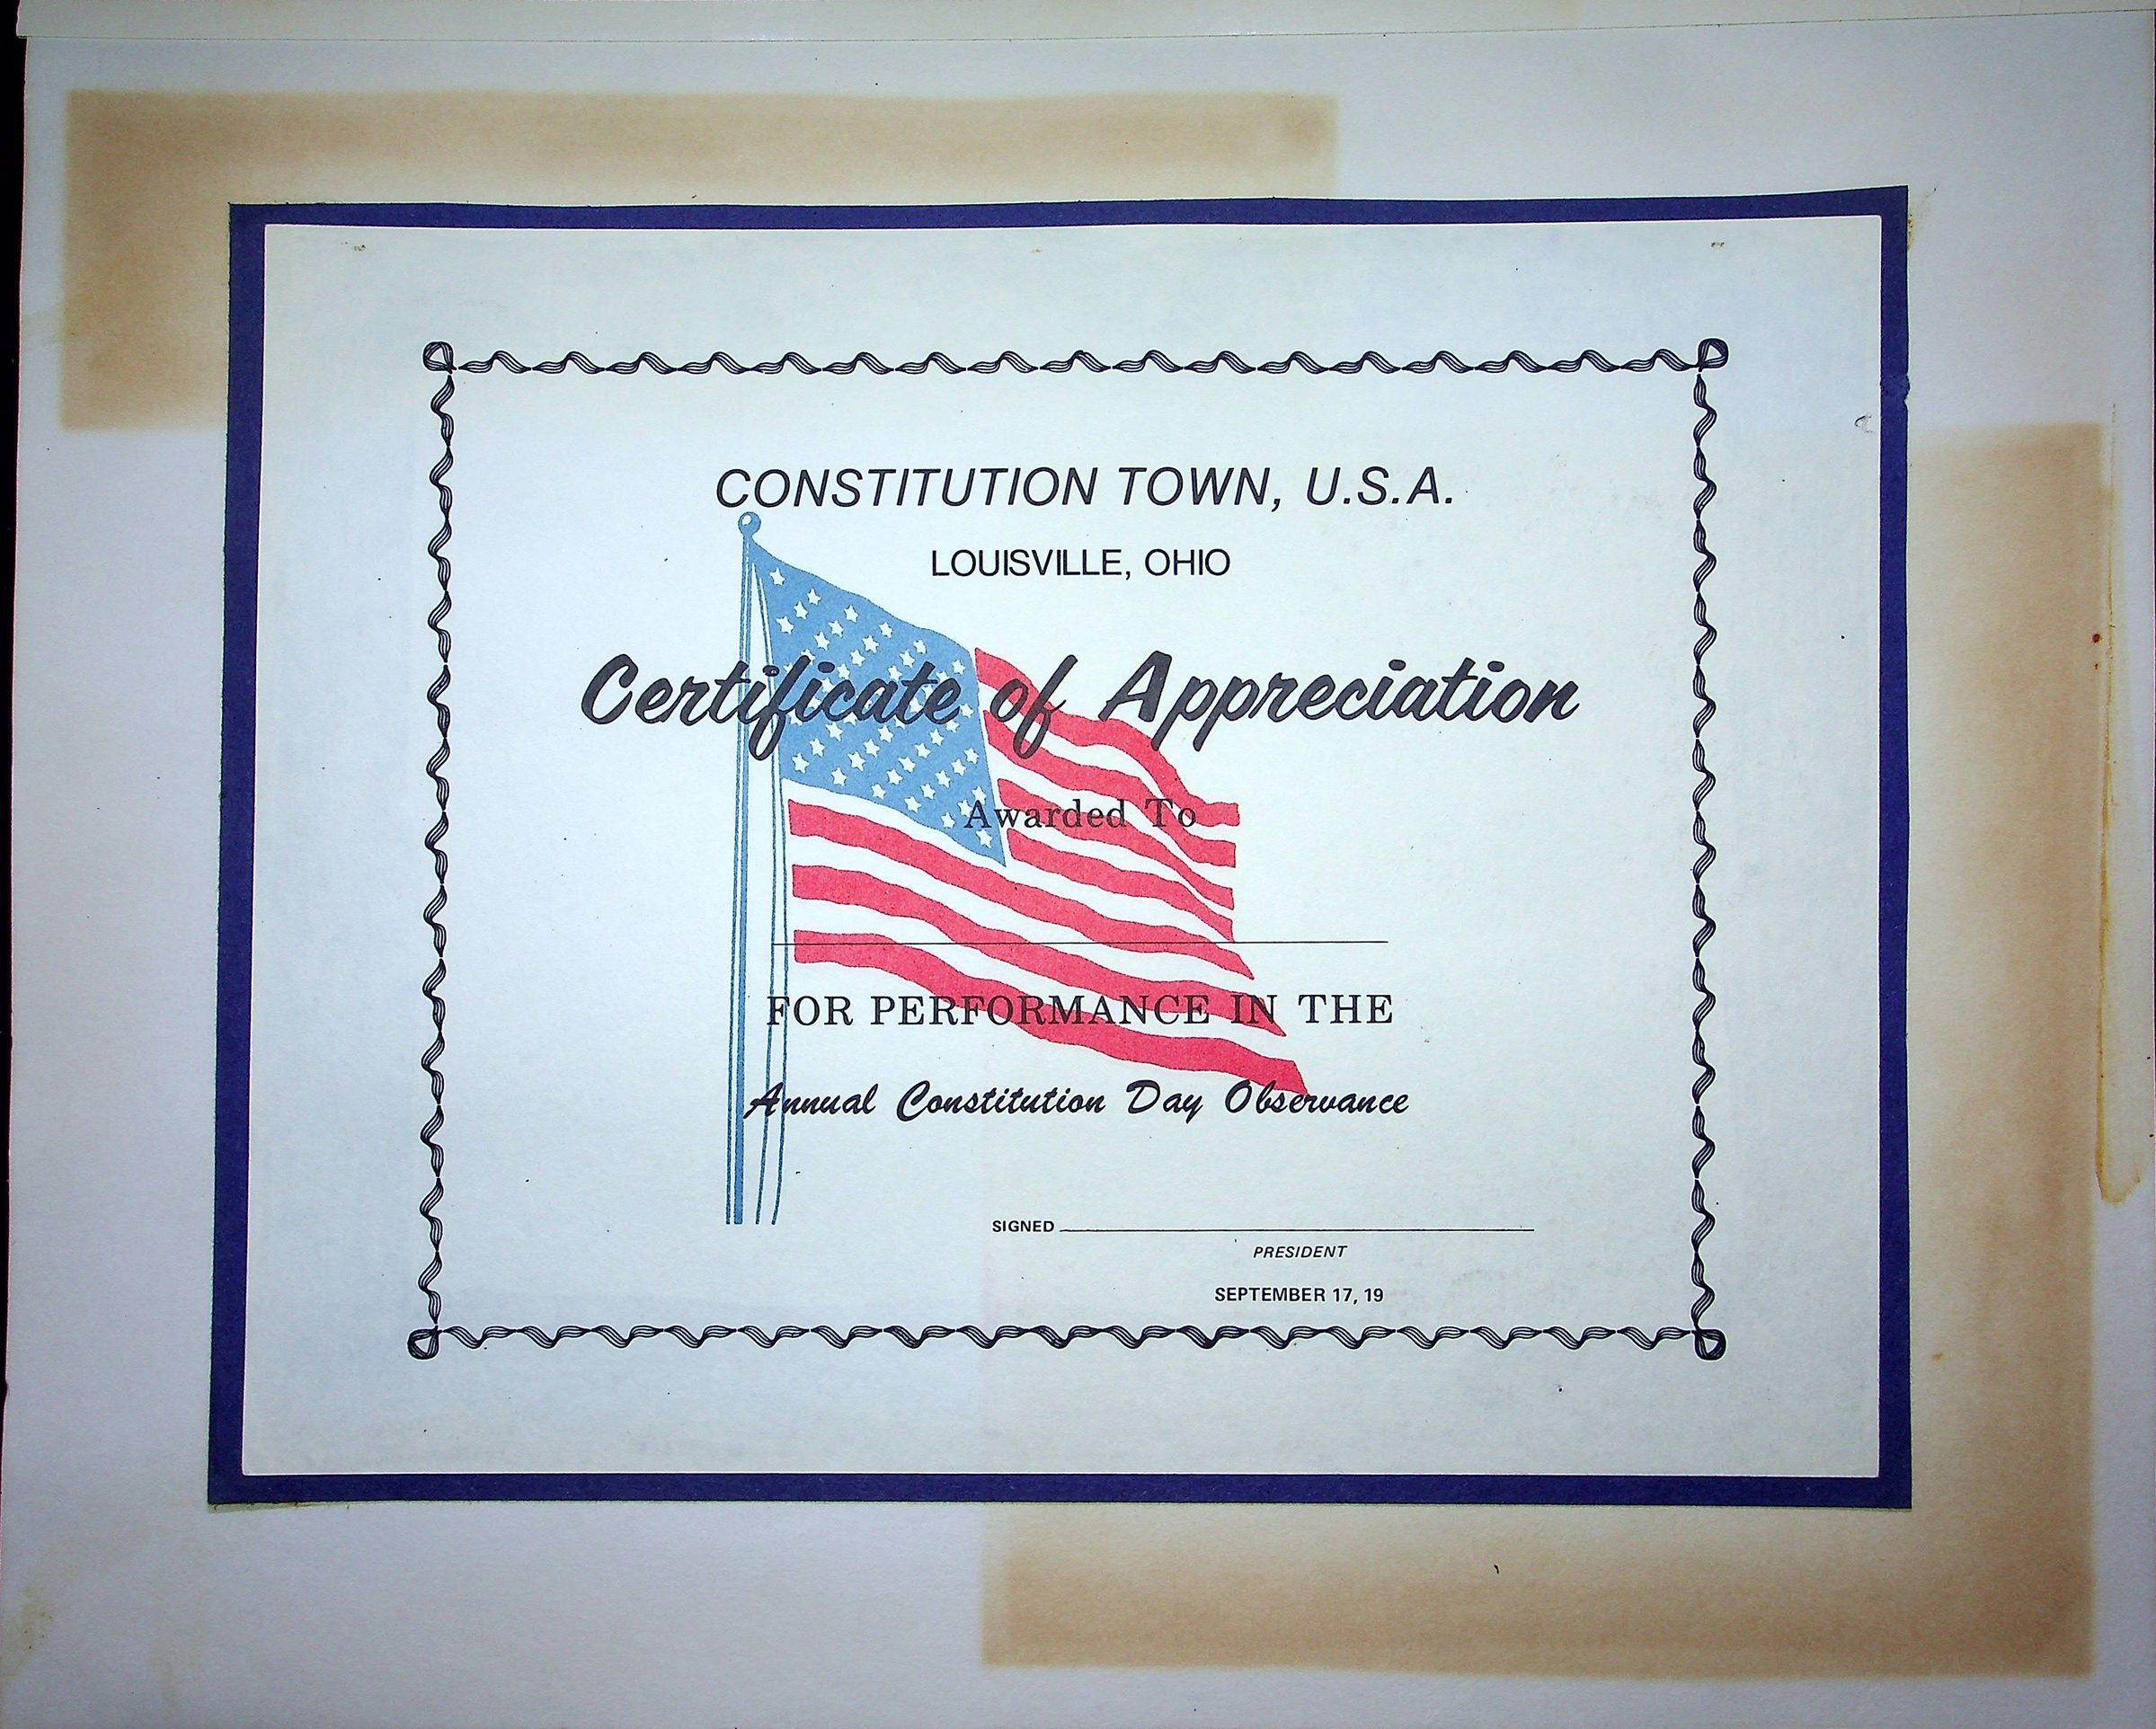 CONSTITUTION TOWN, U.S.A.
LOUISVILLE, OHIO
Certificate of Appreciation
Awarded To
FOR PERFORMANCE IN THE
Annual Constitution Day Observance
SIGNED
PRESIDENT
SEPTEMBER 17, 19